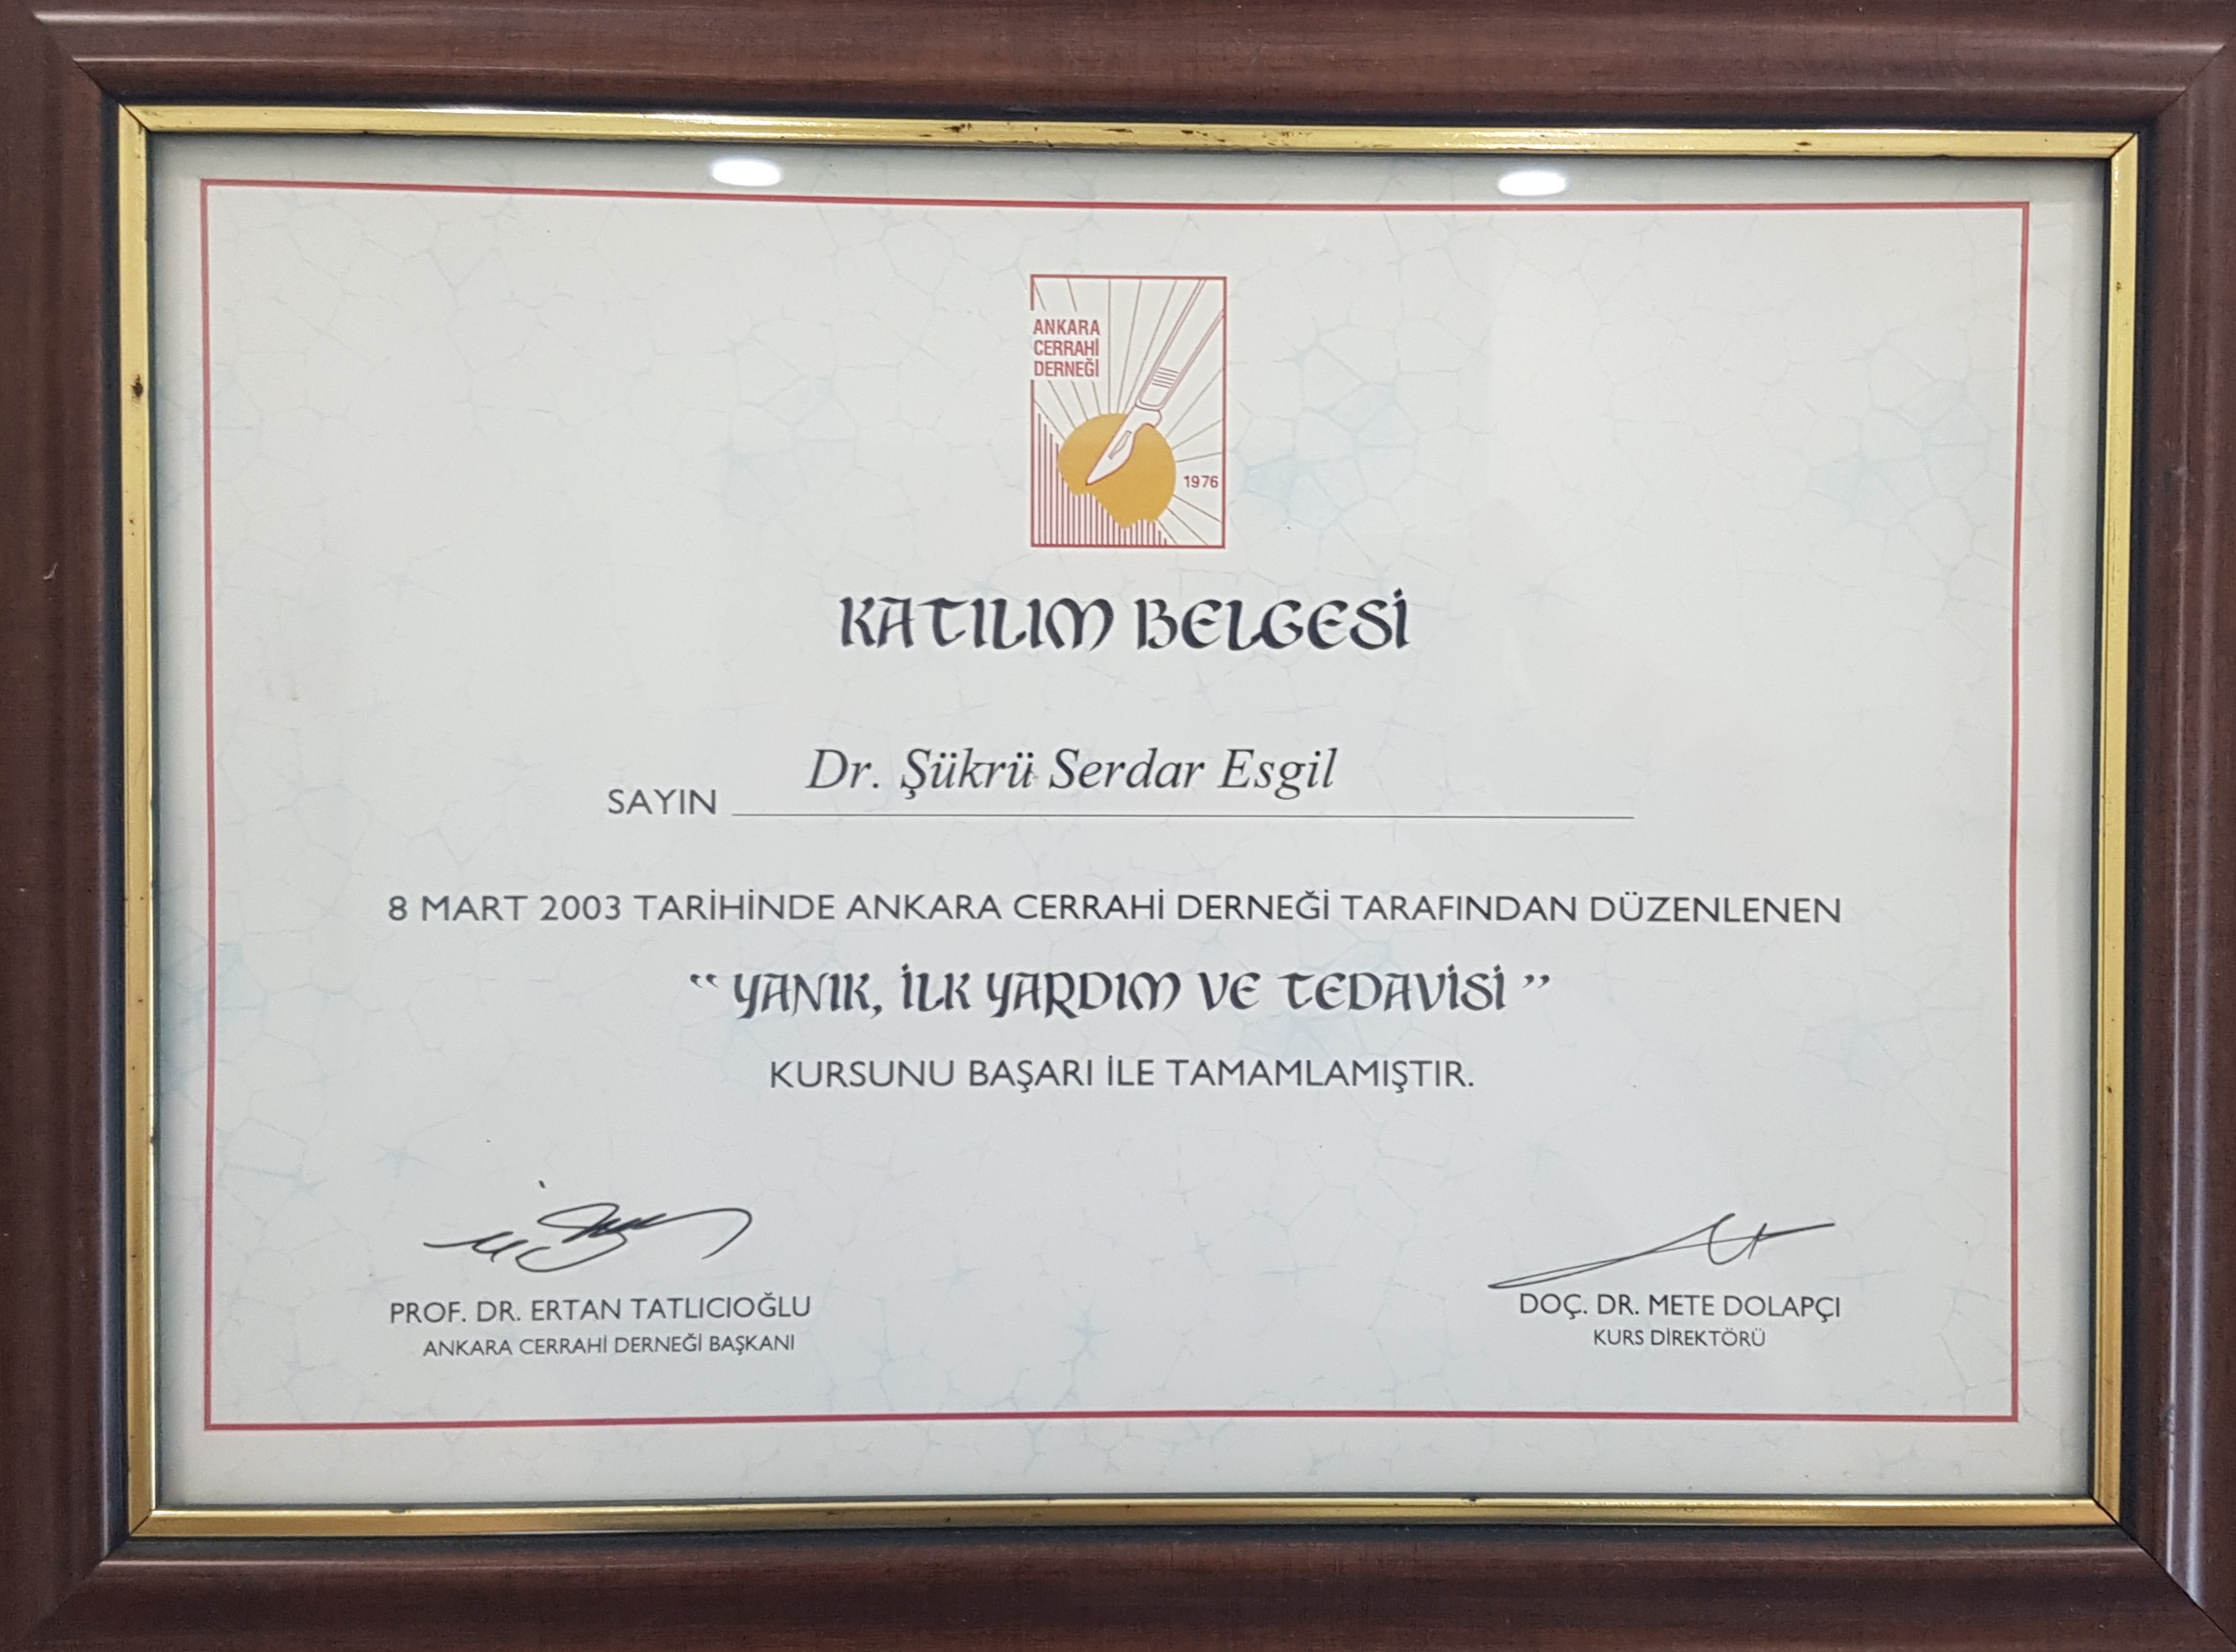 ANKARA
CERRAHİ
DERNEĞİ
1976
KATILIM BELGESİ
Dr. Şükrü Serdar Esgil
SAYIN
8 MART 2003 TARİHİNDE ANKARA CERRAHİ DERNEĞİ TARAFINDAN DÜZENLENEN
“ YANIK, İLK YARDIM VE TEDAVİSİ ”
KURSUNU BAŞARI İLE TAMAMLAMIŞTIR.
PROF. DR. ERTAN TATLICIOĞLU
ANKARA CERRAHİ DERNEĞİ BAŞKANI
DOÇ. DR. METE DOLAPÇI
KURS DİREKTÖRÜ